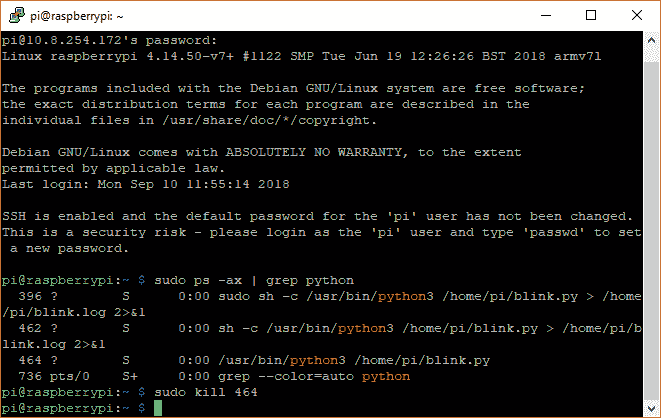 pi@raspberrypi: ~
pi@10.8.254.172's password:
Linux raspberrypi 4.14.50-v7+ #1122 SMP Tue Jun 19 12:26:26 BST 2018 armv7l
The programs included with the Debian GNU/Linux system are free software;
the exact distribution terms for each program are described in the
individual files in /usr/share/doc/*/copyright.
Debian GNU/Linux comes with ABSOLUTELY NO WARRANTY, to the extent
permitted by applicable law.
Last login: Mon Sep 10 11:55:14 2018
SSH is enabled and the default password for the 'pi' user has not been changed.
This is a security risk - please login as the 'pi' user and type 'passwd' to set
 a new password.
pi@raspberrypi:~ $ sudo ps -ax | grep python
  396 ?        S      0:00 sudo sh -c /usr/bin/python3 /home/pi/blink.py > /home
/pi/blink.log 2>&1
  462 ?        S      0:00 sh -c /usr/bin/python3 /home/pi/blink.py > /home/pi/b
link.log 2>&1
  464 ?        S      0:00 /usr/bin/python3 /home/pi/blink.py
  736 pts/0    S+     0:00 grep --color=auto python
pi@raspberrypi:~ $ sudo kill 464
pi@raspberrypi:~ $